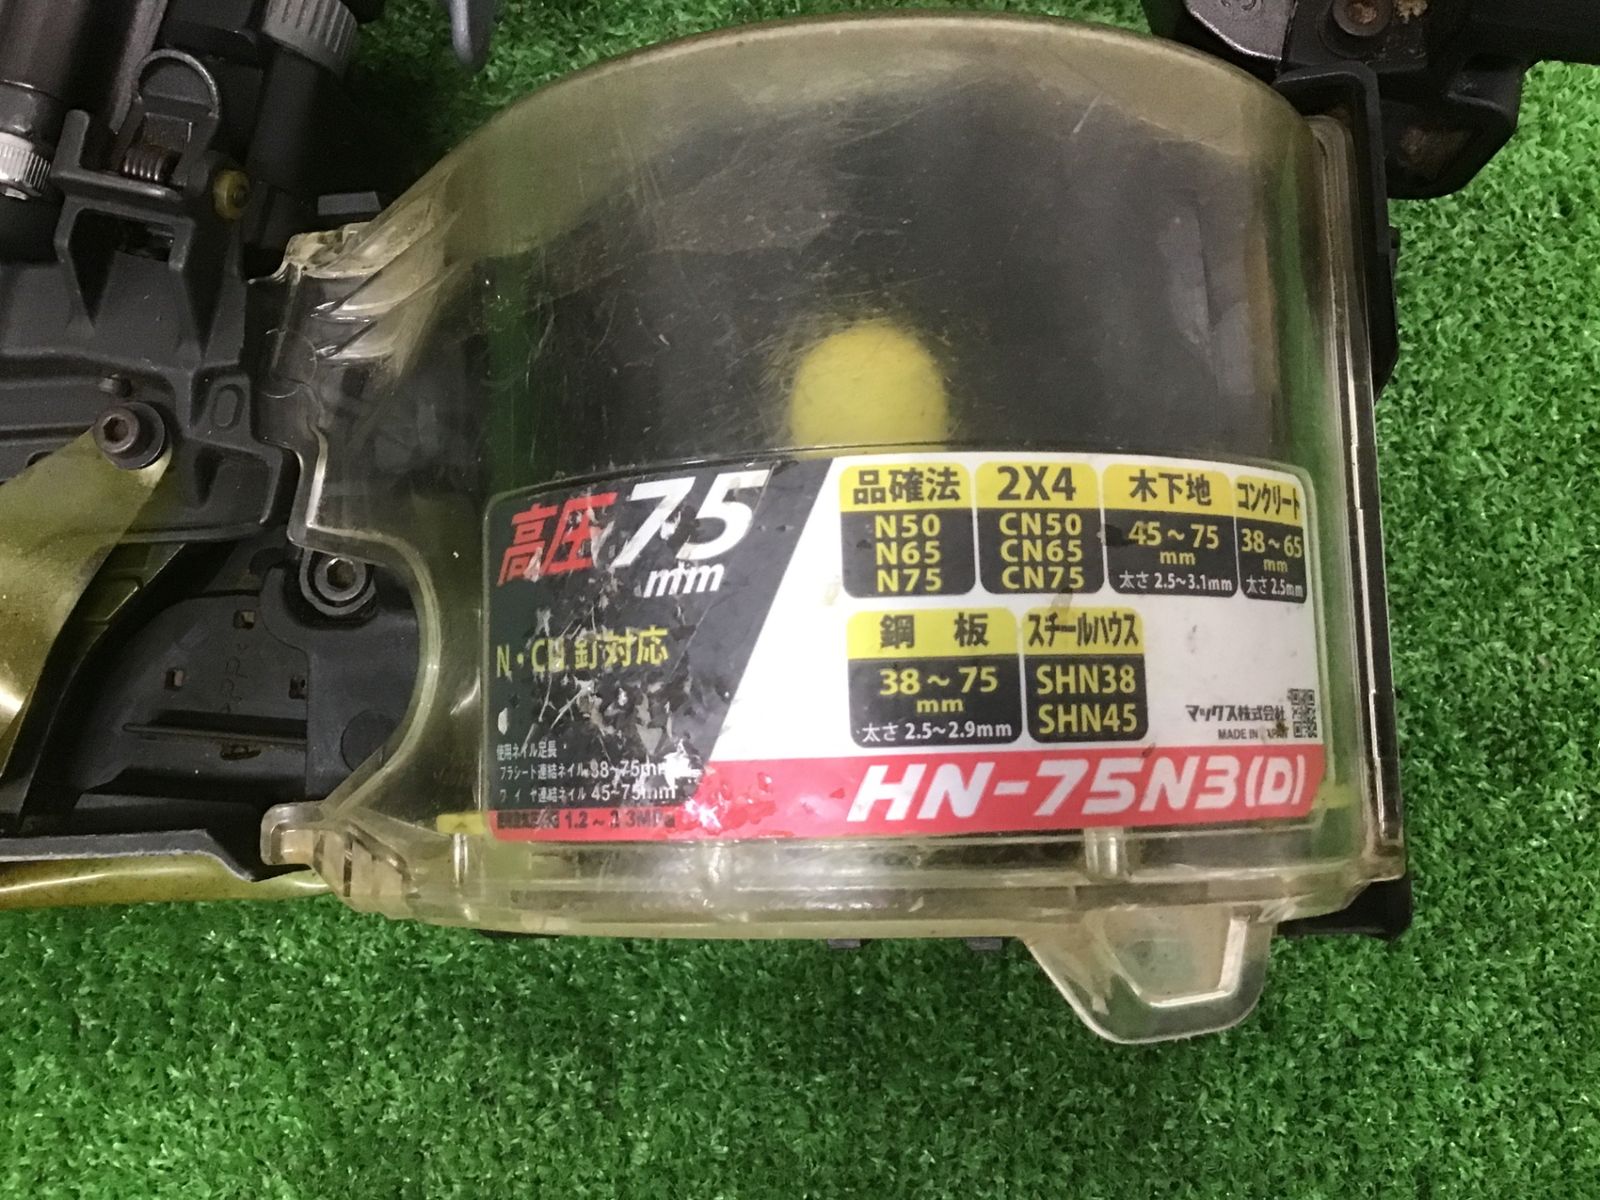 高圧75
mm
N・CN釘対応
使用ネイル足長
プラシート連結ネイル 38~75mm
ワイヤ連結ネイル 45~75mm
1.2~2.3MPa
品確法
N50
N65
N75
2X4
CN50
CN65
CN75
木下地
45~75
mm
太さ2.5~3.1mm
コンクリート
38~65
mm
太さ2.5mm
鋼板
38~75
mm
太さ2.5~2.9mm
スチールハウス
SHN38
SHN45
マックス株式会社
MADE IN JAPAN
HN-75N3(D)